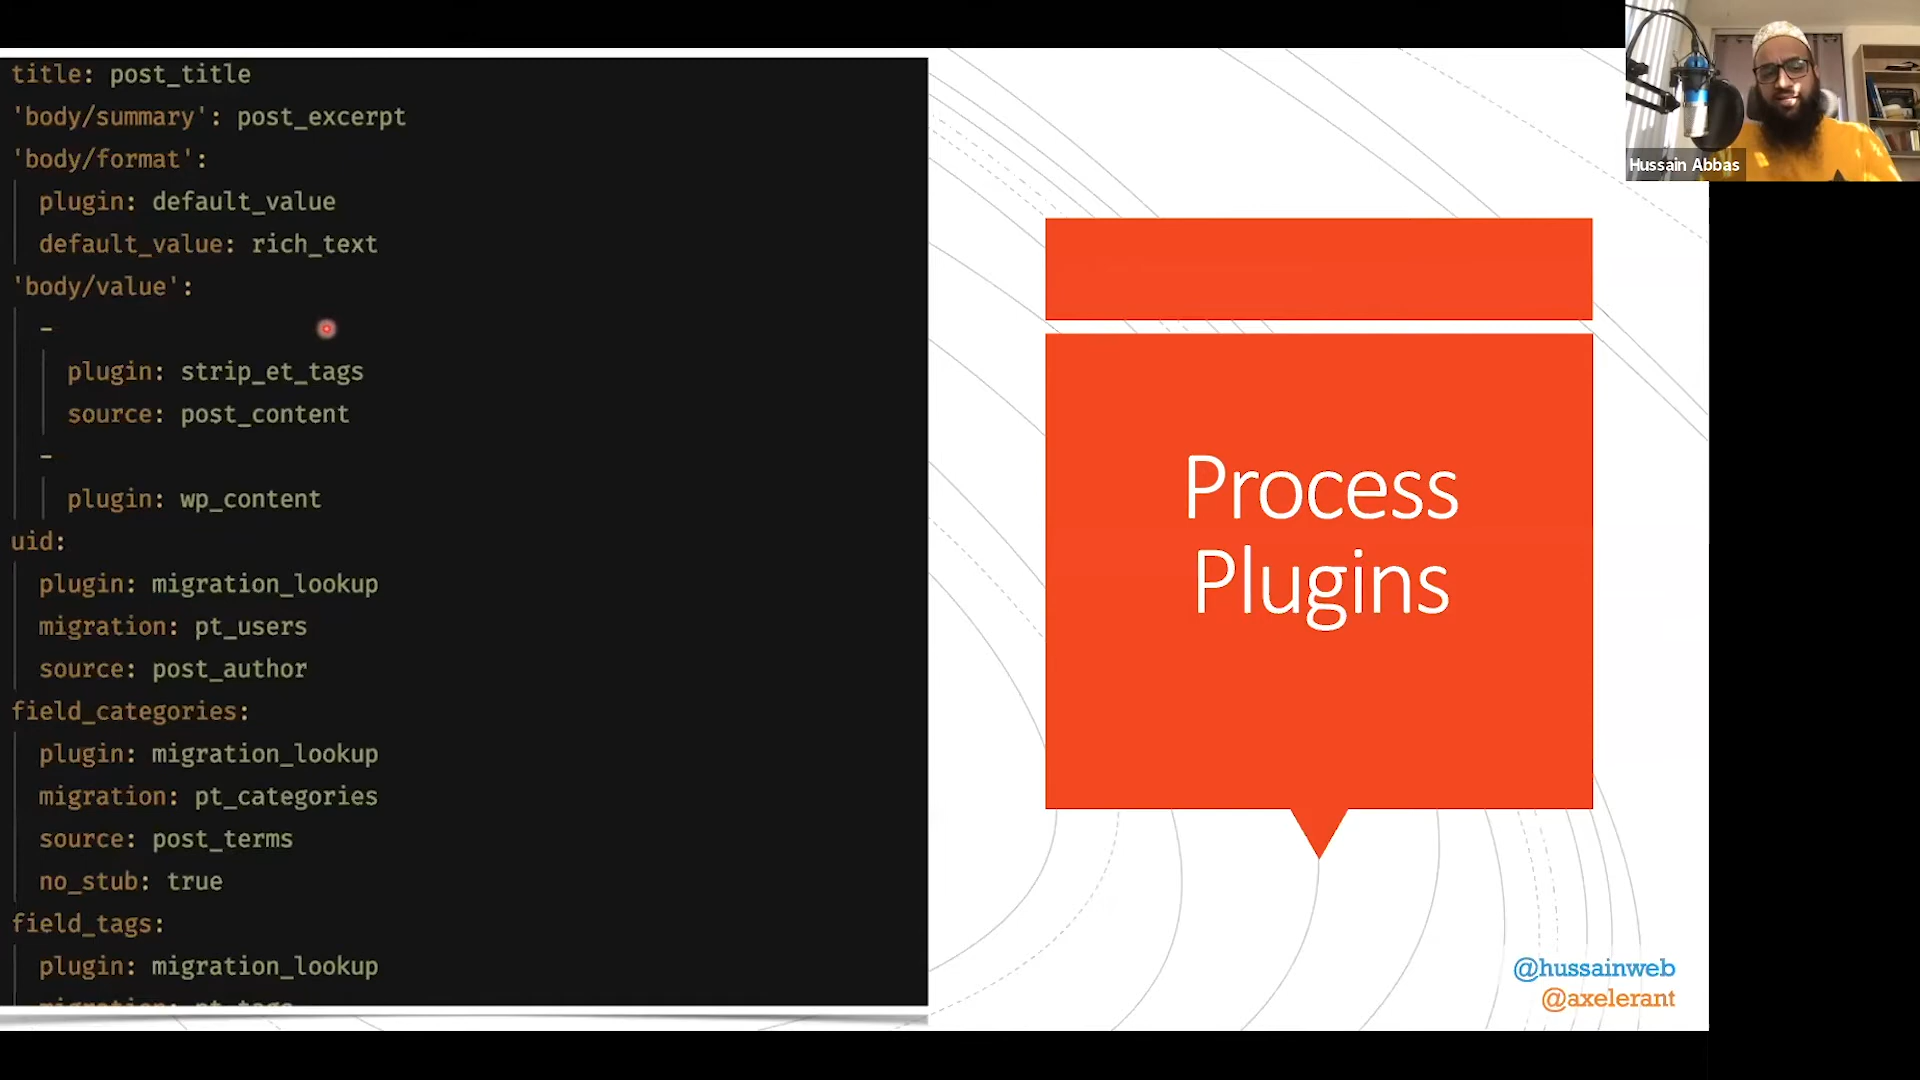 title: post_title
'body/summary': post_excerpt
'body/format':
plugin: default_value
default_value: rich_text
'body/value':
-
plugin: strip_et_tags
source: post_content
-
plugin: wp_content
uid:
plugin: migration_lookup
migration: pt_users
source: post_author
field_categories:
plugin: migration_lookup
migration: pt_categories
source: post_terms
no_stub: true
field_tags:
plugin: migration_lookup
migration: pt_tags
Process
Plugins
@hussainweb
@axelerant
Hussain Abbas